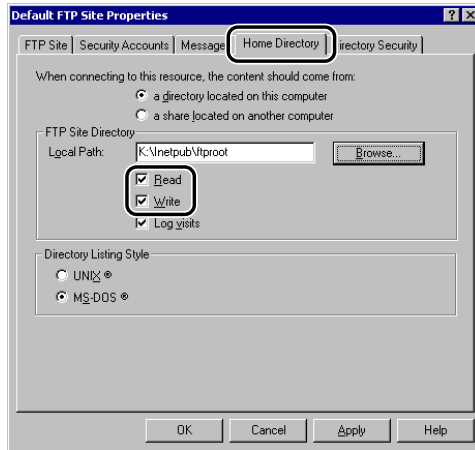 Default FTP Site Properties
FTP Site Security Accounts Message Home Directory irectory Security
When connecting to this resource, the content should come from:
a directory located on this computer
a share located on another computer
FTP Site Directory
Local Path: K:\Inetpub\ftproot Browse...
Read
Write
Log visits
Directory Listing Style
UNIX ®
MS-DOS ®
OK Cancel Apply Help